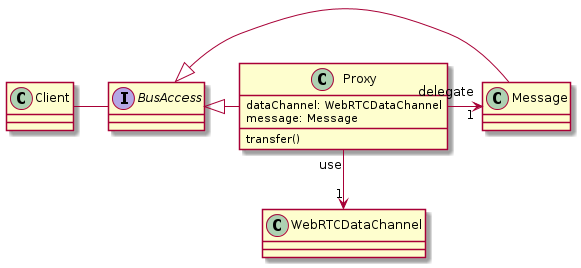 C Client
I BusAccess
C Proxy
dataChannel: WebRTCDataChannel
message: Message
transfer()
delegate
1
C Message
use
1
C WebRTCDataChannel